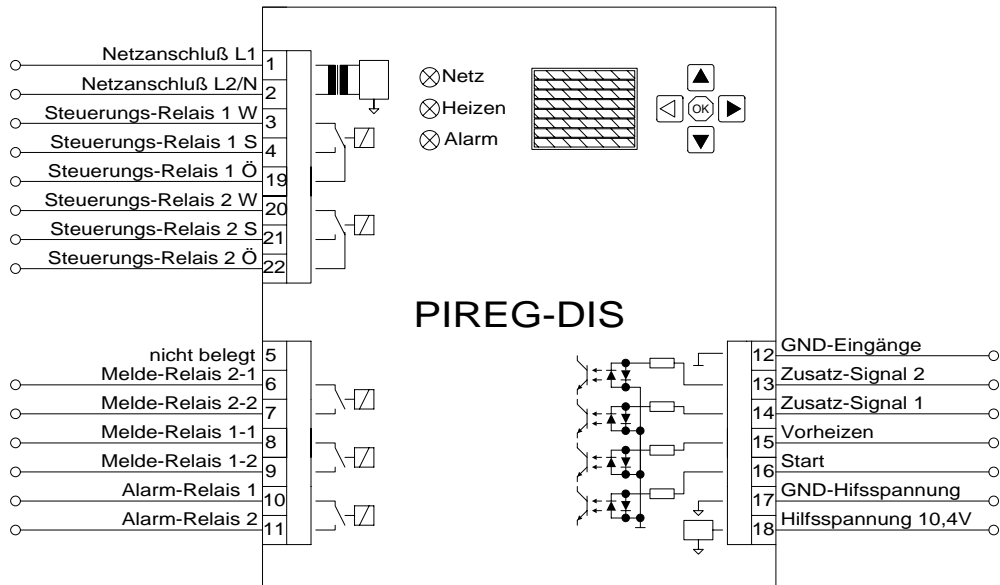 Netzanschluß L1 1
Netzanschluß L2/N 2
Steuerungs-Relais 1 W 3
Steuerungs-Relais 1 S 4
Steuerungs-Relais 1 Ö 19
Steuerungs-Relais 2 W 20
Steuerungs-Relais 2 S 21
Steuerungs-Relais 2 Ö 22
Netz
Heizen
Alarm
OK
PIREG-DIS
nicht belegt 5
Melde-Relais 2-1 6
Melde-Relais 2-2 7
Melde-Relais 1-1 8
Melde-Relais 1-2 9
Alarm-Relais 1 10
Alarm-Relais 2 11
12 GND-Eingänge
13 Zusatz-Signal 2
14 Zusatz-Signal 1
15 Vorheizen
16 Start
17 GND-Hifsspannung
18 Hilfsspannung 10,4V